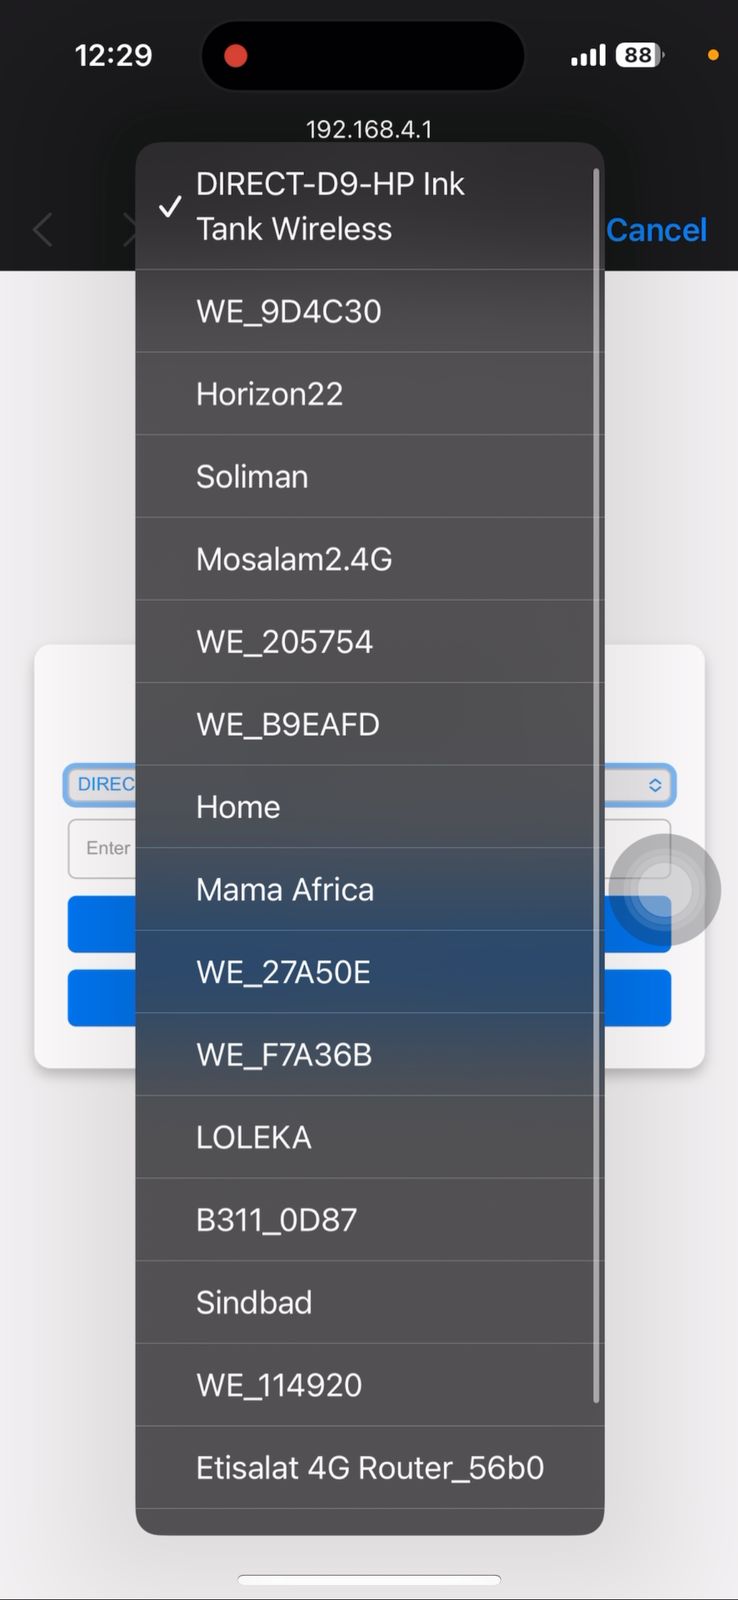 12:29
88
192.168.4.1
DIRECT-D9-HP Ink
Tank Wireless
Cancel
WE_9D4C30
Horizon22
Soliman
Mosalam2.4G
WE_205754
WE_B9EAFD
DIREC
Home
Enter
Mama Africa
WE_27A50E
WE_F7A36B
LOLEKA
B311_0D87
Sindbad
WE_114920
Etisalat 4G Router_56b0